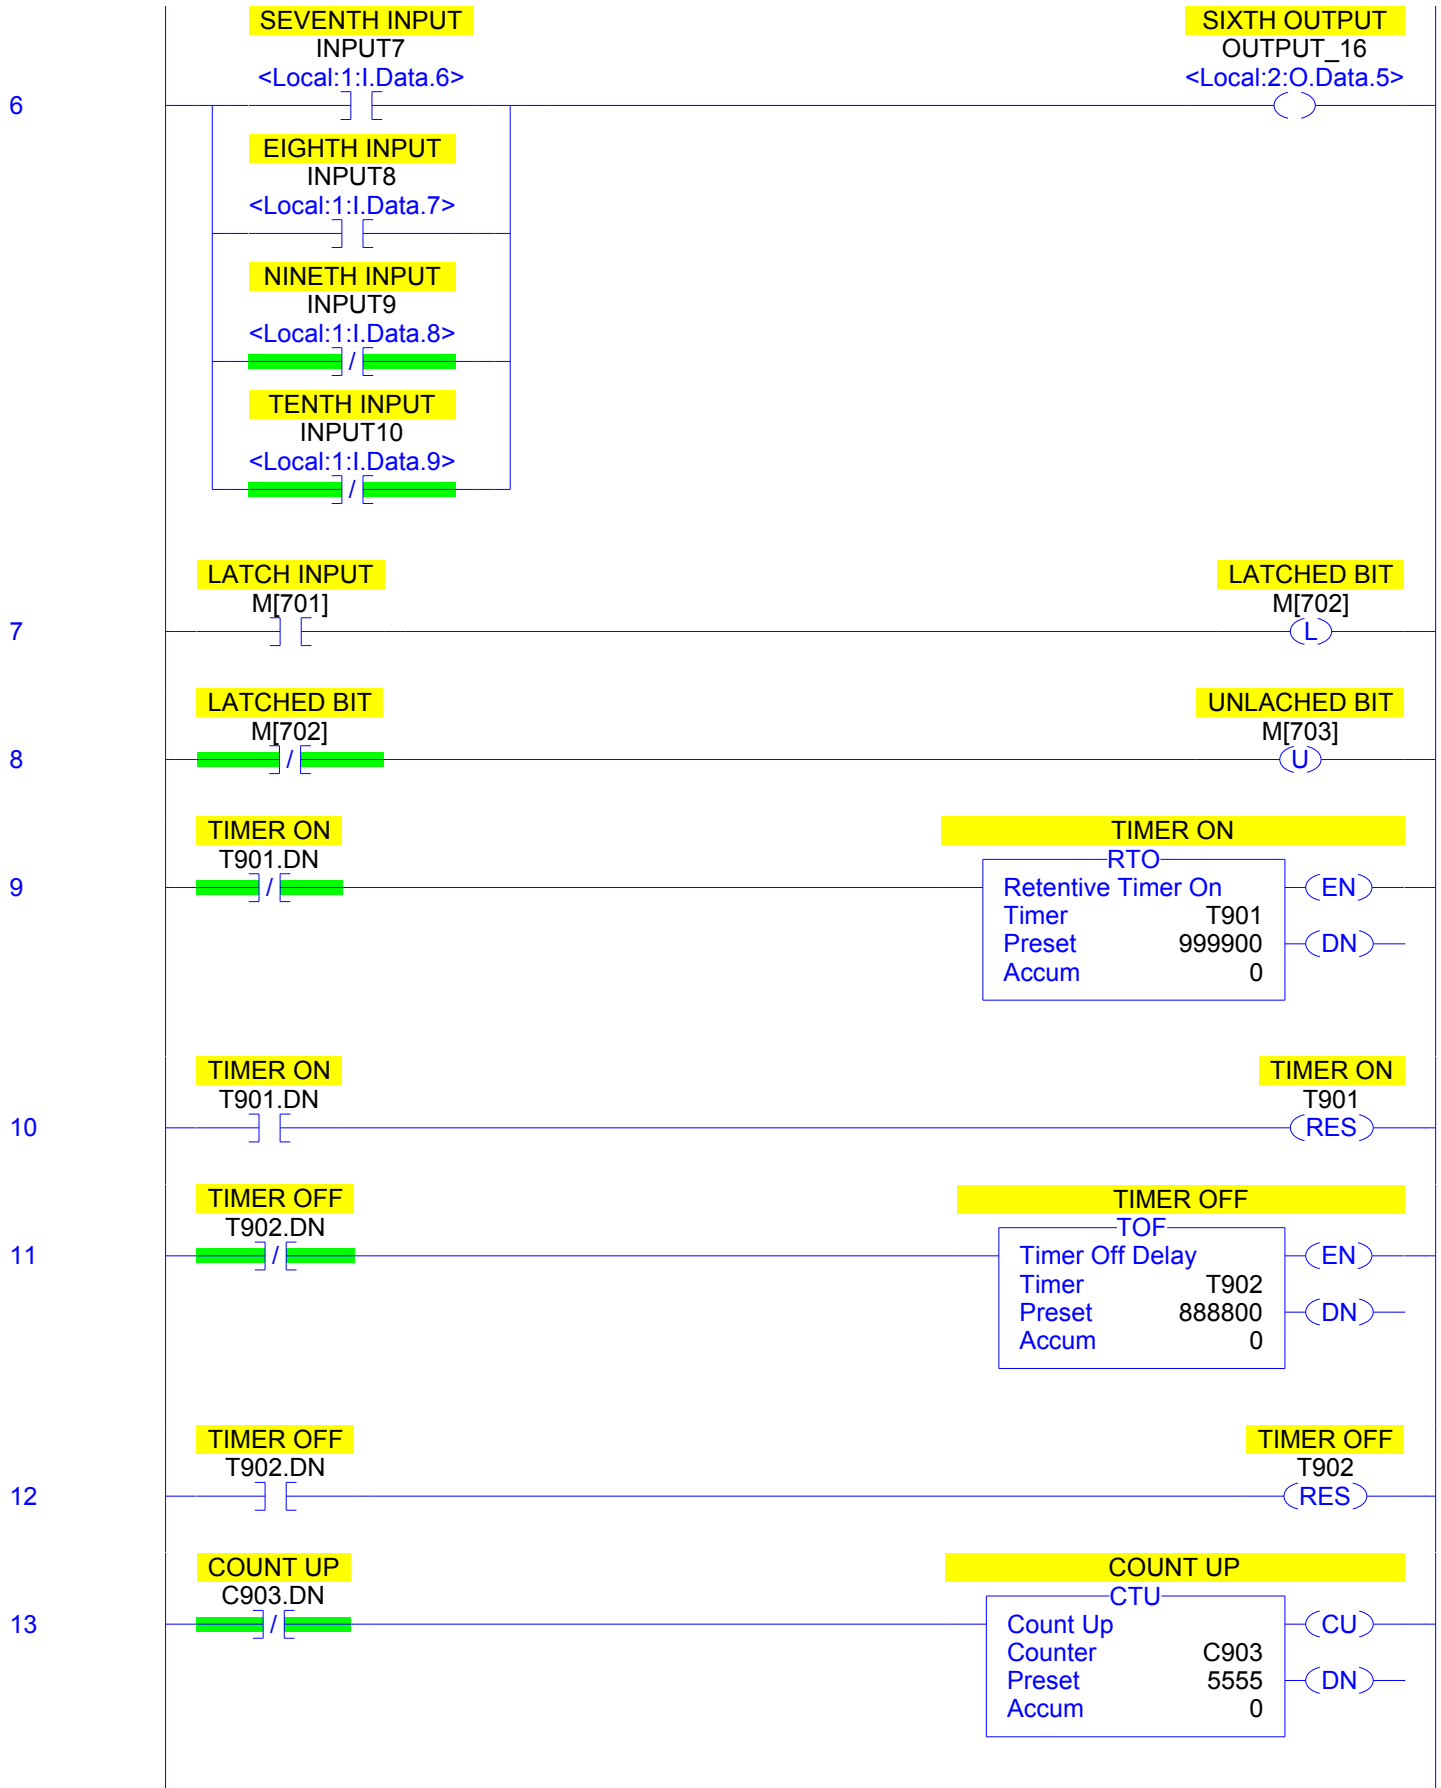 SEVENTH INPUT
INPUT7
<Local:1:I.Data.6>
SIXTH OUTPUT
OUTPUT_16
<Local:2:O.Data.5>
6
EIGHTH INPUT
INPUT8
<Local:1:I.Data.7>
NINETH INPUT
INPUT9
<Local:1:I.Data.8>
/
TENTH INPUT
INPUT10
<Local:1:I.Data.9>
/
LATCH INPUT
M[701]
LATCHED BIT
M[702]
7
L
LATCHED BIT
M[702]
UNLACHED BIT
M[703]
8
/
U
TIMER ON
T901.DN
TIMER ON
RTO
9
/
Retentive Timer On
EN
Timer T901
Preset 999900
DN
Accum 0
TIMER ON
T901.DN
TIMER ON
T901
10
RES
TIMER OFF
T902.DN
TIMER OFF
TOF
11
/
Timer Off Delay
EN
Timer T902
Preset 888800
DN
Accum 0
TIMER OFF
T902.DN
TIMER OFF
T902
12
RES
COUNT UP
C903.DN
COUNT UP
CTU
13
/
Count Up
CU
Counter C903
Preset 5555
DN
Accum 0